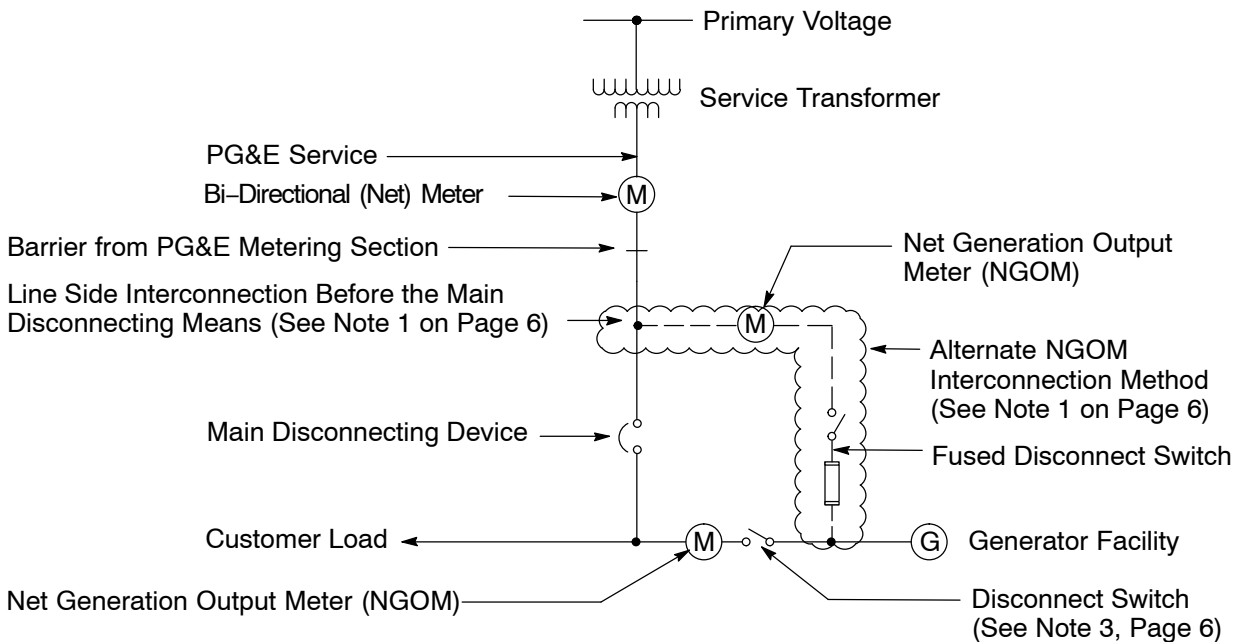 Primary Voltage
Service Transformer
PG&E Service
Bi–Directional (Net) Meter
M
Barrier from PG&E Metering Section
Net Generation Output
Meter (NGOM)
Line Side Interconnection Before the Main
Disconnecting Means (See Note 1 on Page 6)
M
Alternate NGOM
Interconnection Method
(See Note 1 on Page 6)
Main Disconnecting Device
Fused Disconnect Switch
Customer Load
M
G
Generator Facility
Net Generation Output Meter (NGOM)
Disconnect Switch
(See Note 3, Page 6)